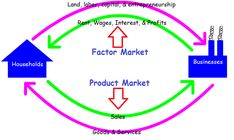 Land, labor, capital, & entrepreneurship
Rent, Wages, Interest, & Profits
Factor Market
Households
Businesses
Product Market
Sales
Goods & Services